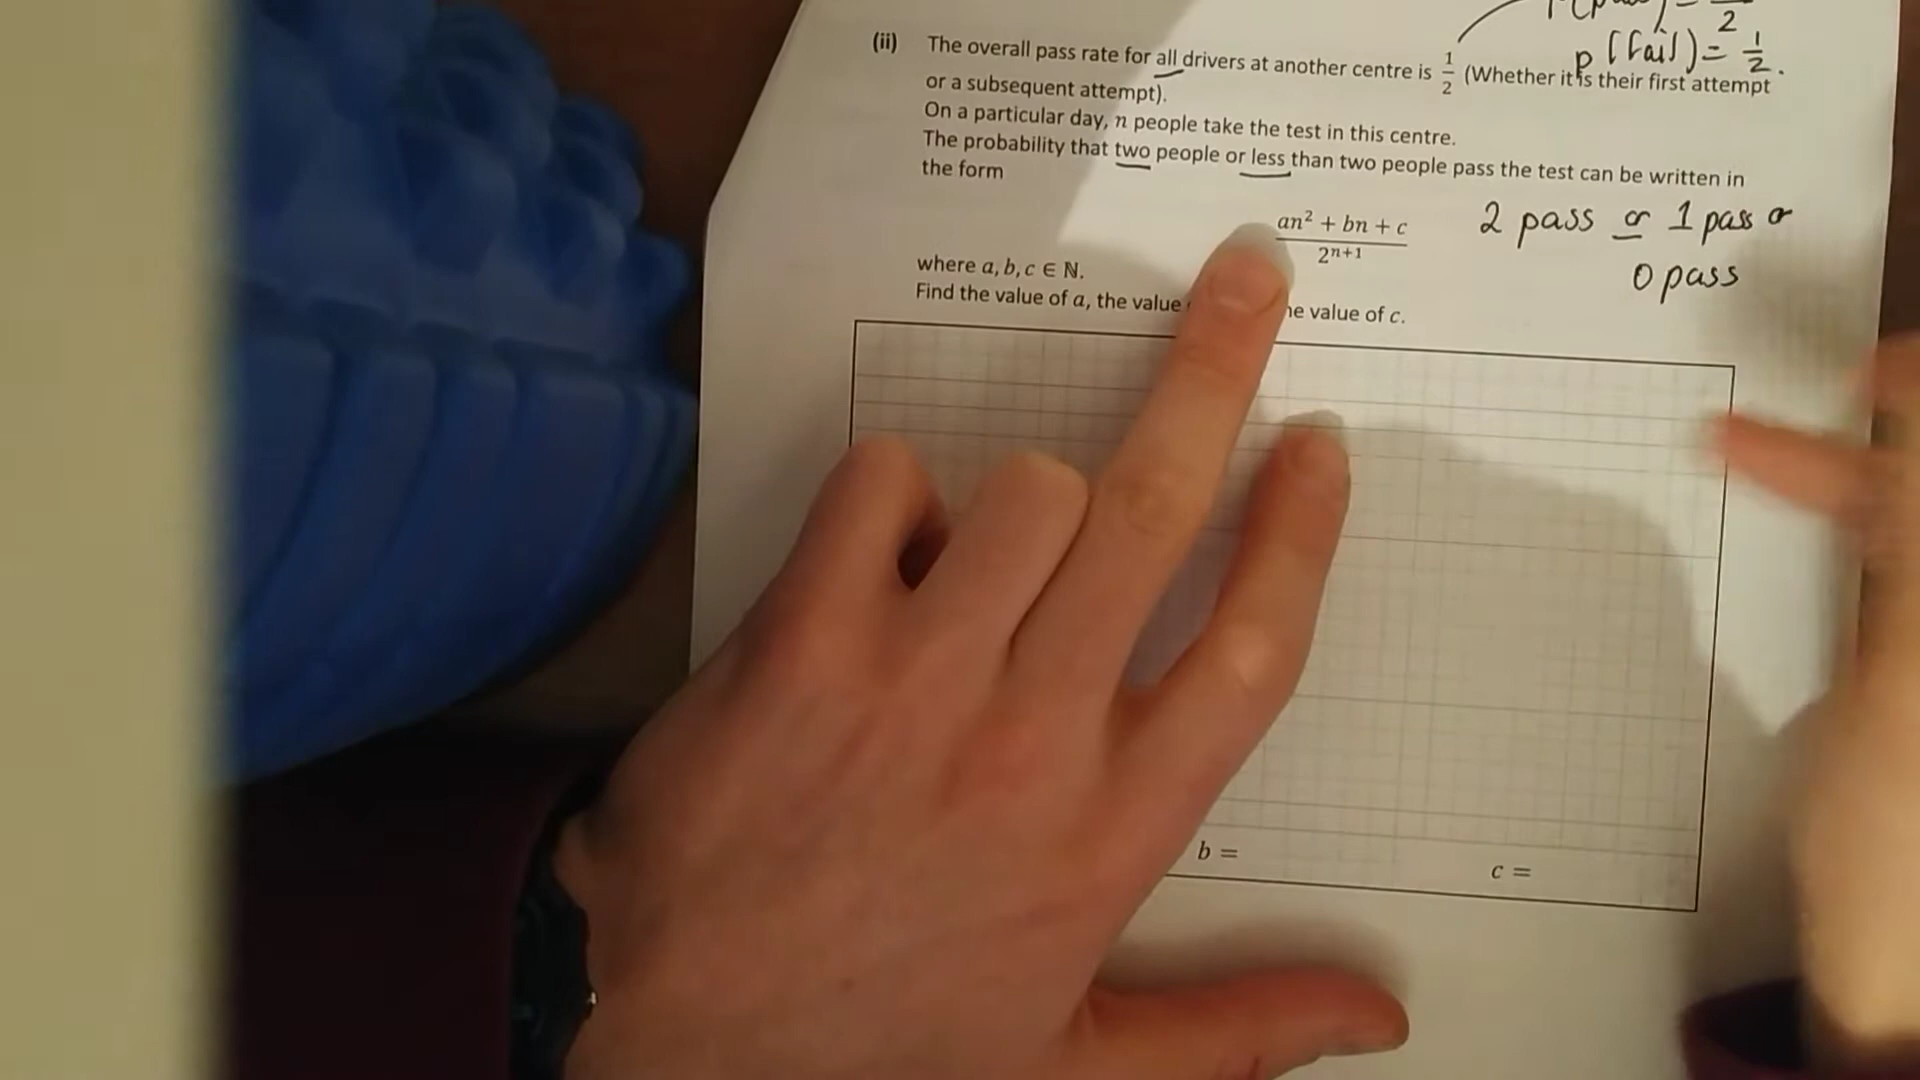 p(fail) = 1/2.
(ii) The overall pass rate for all drivers at another centre is 1/2 (Whether it is their first attempt
or a subsequent attempt).
On a particular day, n people take the test in this centre.
The probability that two people or less than two people pass the test can be written in
the form
an² + bn + c
2ⁿ⁺¹
2 pass or 1 pass or
0 pass
where a, b, c ∈ ℕ.
Find the value of a, the value he value of c.
b =
c =